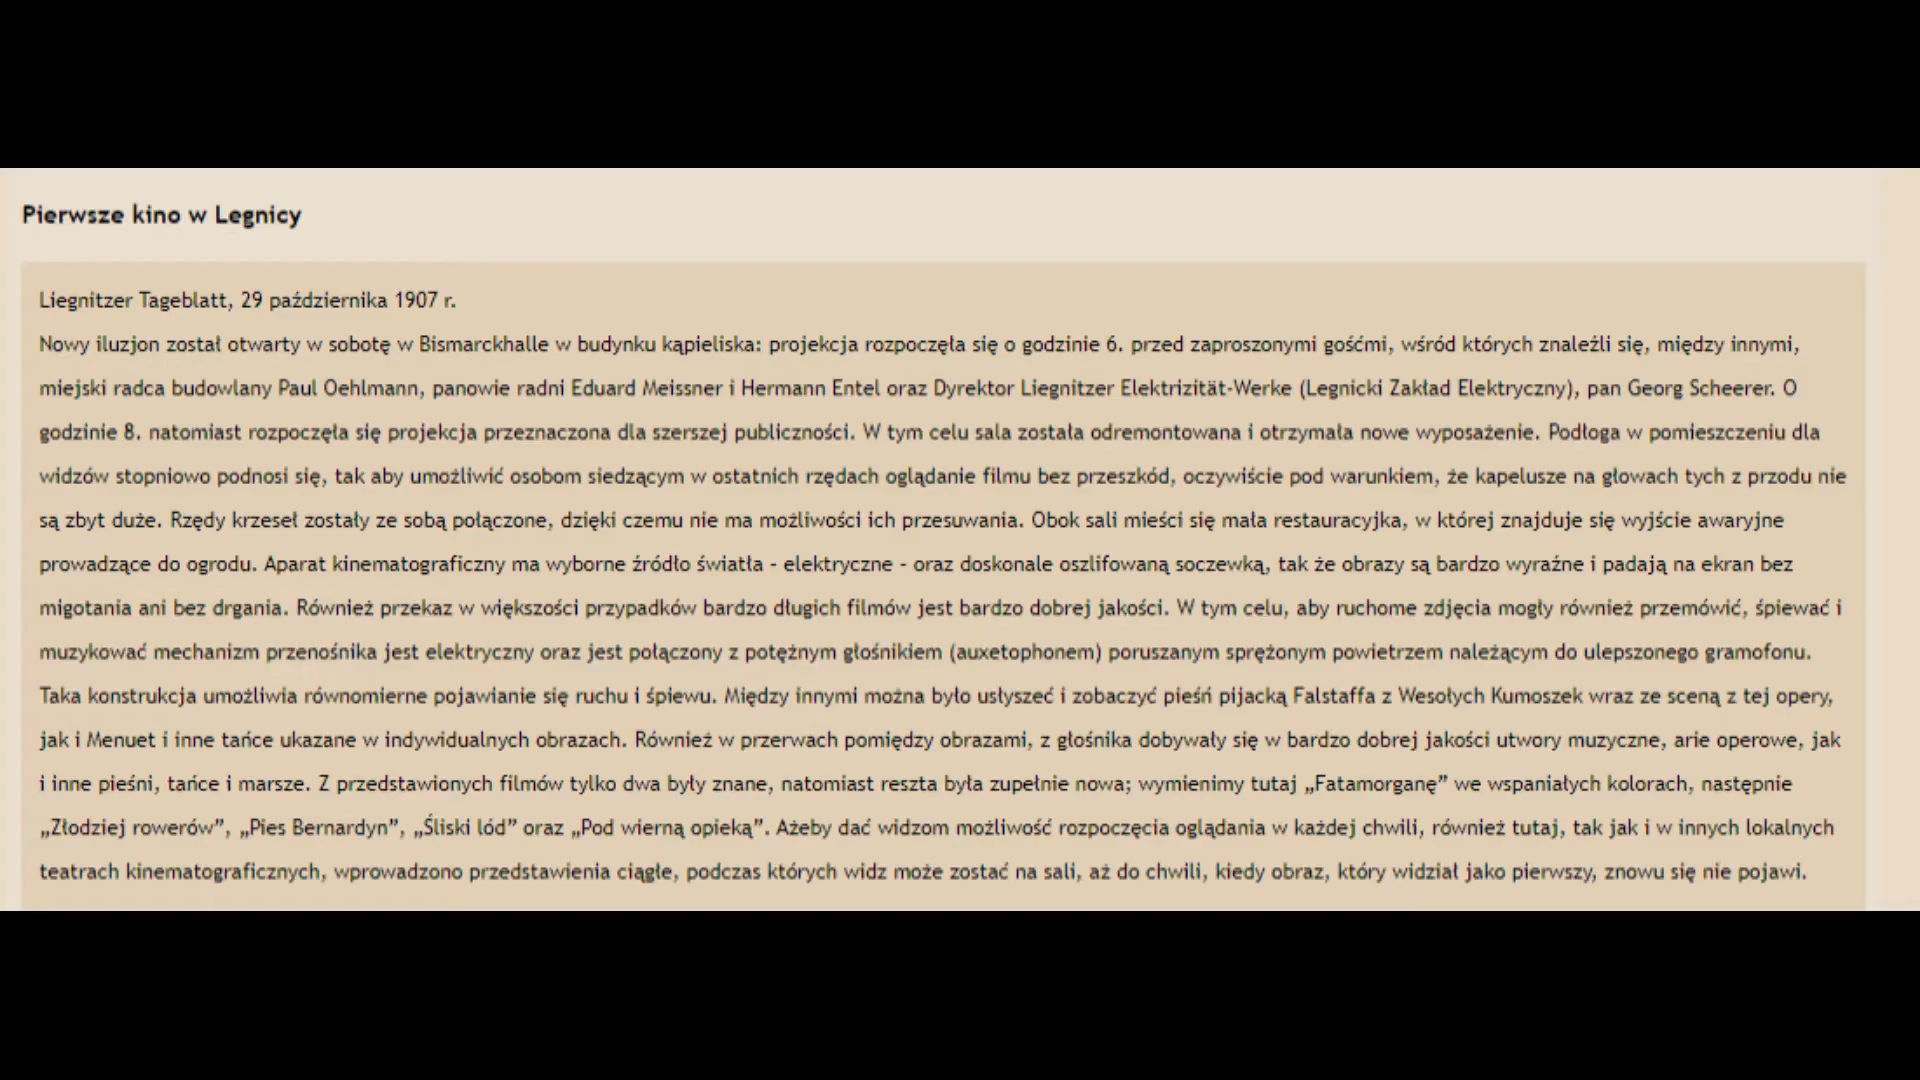 Pierwsze kino w Legnicy
Liegnitzer Tageblatt, 29 października 1907 r.
Nowy iluzjon został otwarty w sobotę w Bismarckhalle w budynku kąpieliska: projekcja rozpoczęła się o godzinie 6. przed zaproszonymi gośćmi, wśród których znaleźli się, między innymi,
miejski radca budowlany Paul Oehlmann, panowie radni Eduard Meissner i Hermann Entel oraz Dyrektor Liegnitzer Elektrizität-Werke (Legnicki Zakład Elektryczny), pan Georg Scheerer. O
godzinie 8. natomiast rozpoczęła się projekcja przeznaczona dla szerszej publiczności. W tym celu sala została odremontowana i otrzymała nowe wyposażenie. Podłoga w pomieszczeniu dla
widzów stopniowo podnosi się, tak aby umożliwić osobom siedzącym w ostatnich rzędach oglądanie filmu bez przeszkód, oczywiście pod warunkiem, że kapelusze na głowach tych z przodu nie
są zbyt duże. Rzędy krzeseł zostały ze sobą połączone, dzięki czemu nie ma możliwości ich przesuwania. Obok sali mieści się mała restauracyjka, w której znajduje się wyjście awaryjne
prowadzące do ogrodu. Aparat kinematograficzny ma wyborne źródło światła - elektryczne - oraz doskonale oszlifowaną soczewką, tak że obrazy są bardzo wyraźne i padają na ekran bez
migotania ani bez drgania. Również przekaz w większości przypadków bardzo długich filmów jest bardzo dobrej jakości. W tym celu, aby ruchome zdjęcia mogły również przemówić, śpiewać i
muzykować mechanizm przenośnika jest elektryczny oraz jest połączony z potężnym głośnikiem (auxetophonem) poruszanym sprężonym powietrzem należącym do ulepszonego gramofonu.
Taka konstrukcja umożliwia równomierne pojawianie się ruchu i śpiewu. Między innymi można było usłyszeć i zobaczyć pieśń pijacką Falstaffa z Wesołych Kumoszek wraz ze sceną z tej opery,
jak i Menuet i inne tańce ukazane w indywidualnych obrazach. Również w przerwach pomiędzy obrazami, z głośnika dobywały się w bardzo dobrej jakości utwory muzyczne, arie operowe, jak
i inne pieśni, tańce i marsze. Z przedstawionych filmów tylko dwa były znane, natomiast reszta była zupełnie nowa; wymienimy tutaj „Fatamorganę” we wspaniałych kolorach, następnie
„Złodziej rowerów”, „Pies Bernardyn”, „Śliski lód” oraz „Pod wierną opieką”. Ażeby dać widzom możliwość rozpoczęcia oglądania w każdej chwili, również tutaj, tak jak i w innych lokalnych
teatrach kinematograficznych, wprowadzono przedstawienia ciągłe, podczas których widz może zostać na sali, aż do chwili, kiedy obraz, który widział jako pierwszy, znowu się nie pojawi.